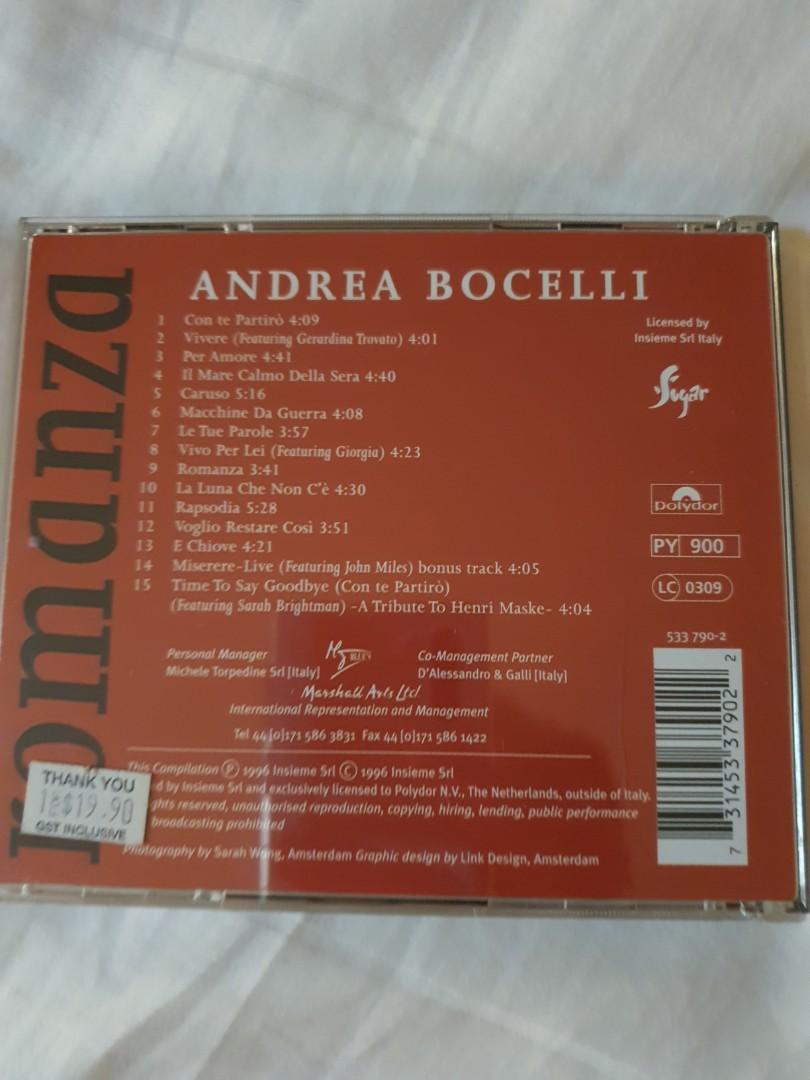 romanza
ANDREA BOCELLI
1 Con te Partirò 4:09
2 Vivere (Featuring Gerardina Trovato) 4:01
3 Per Amore 4:41
4 Il Mare Calmo Della Sera 4:40
5 Caruso 5:16
6 Macchine Da Guerra 4:08
7 Le Tue Parole 3:57
8 Vivo Per Lei (Featuring Giorgia) 4:23
9 Romanza 3:41
10 La Luna Che Non C'è 4:30
11 Rapsodia 5:28
12 Voglio Restare Così 3:51
13 E Chiove 4:21
14 Miserere-Live (Featuring John Miles) bonus track 4:05
15 Time To Say Goodbye (Con te Partirò)
(Featuring Sarah Brightman) -A Tribute To Henri Maske- 4:04
Licensed by
Insieme Srl Italy
Sugar
polydor
PY 900
LC 0309
533 790-2
7 31453 37902 2
Personal Manager
Michele Torpedine Srl [Italy]
Co-Management Partner
D'Alessandro & Galli [Italy]
Marshall Arts Ltd
International Representation and Management
Tel 44[0]171 586 3831 Fax 44 [0]171 586 1422
This Compilation Ⓟ 1996 Insieme Srl Ⓒ 1996 Insieme Srl
ed by Insieme Srl and exclusively licensed to Polydor N.V., The Netherlands, outside of Italy.
ghts reserved, unauthorised reproduction, copying, hiring, lending, public performance
broadcasting prohibited
Photography by Sarah Wong, Amsterdam Graphic design by Link Design, Amsterdam
THANK YOU
$19.90
GST INCLUSIVE